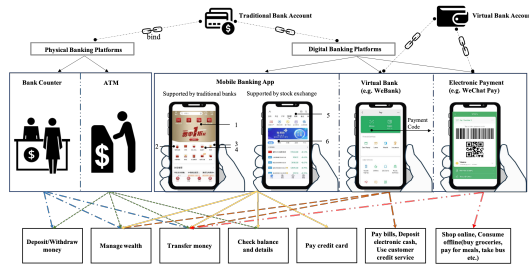 Traditional Bank Account
Virtual Bank Accou
bind
Physical Banking Platforms
Digital Banking Platforms
Bank Counter
ATM
Mobile Banking App
Supported by traditional banks
Supported by stock exchange
Virtual Bank
(e.g. WeBank)
Electronic Payment
(e.g. WeChat Pay)
1
2
3
4
5
6
Payment
Code
Deposit/Withdraw
money
Manage wealth
Transfer money
Check balance
and details
Pay credit card
Pay bills, Deposit
electronic cash,
Use customer
credit service
Shop online, Consume
offline(buy groceries,
pay for meals, take bus
etc.)